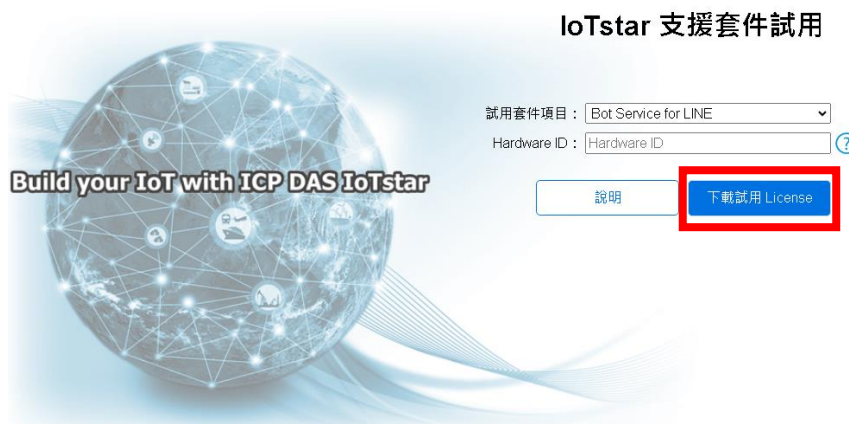 IoTstar 支援套件試用
試用套件項目： Bot Service for LINE
Hardware ID： Hardware ID ?
Build your IoT with ICP DAS IoTstar
說明 下載試用 License